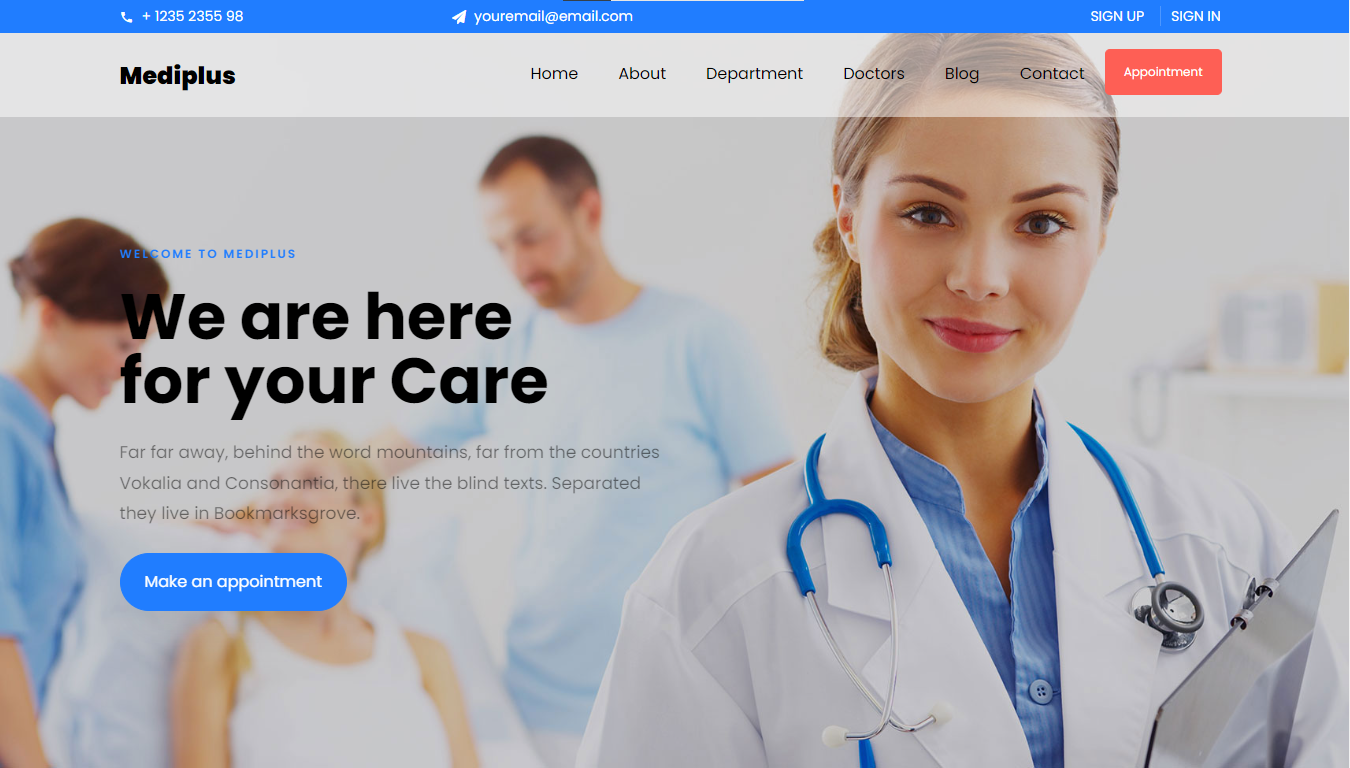 + 1235 2355 98
youremail@email.com
SIGN UP
SIGN IN
Mediplus
Home
About
Department
Doctors
Blog
Contact
Appointment
WELCOME TO MEDIPLUS
We are here
for your Care
Far far away, behind the word mountains, far from the countries
Vokalia and Consonantia, there live the blind texts. Separated
they live in Bookmarksgrove.
Make an appointment